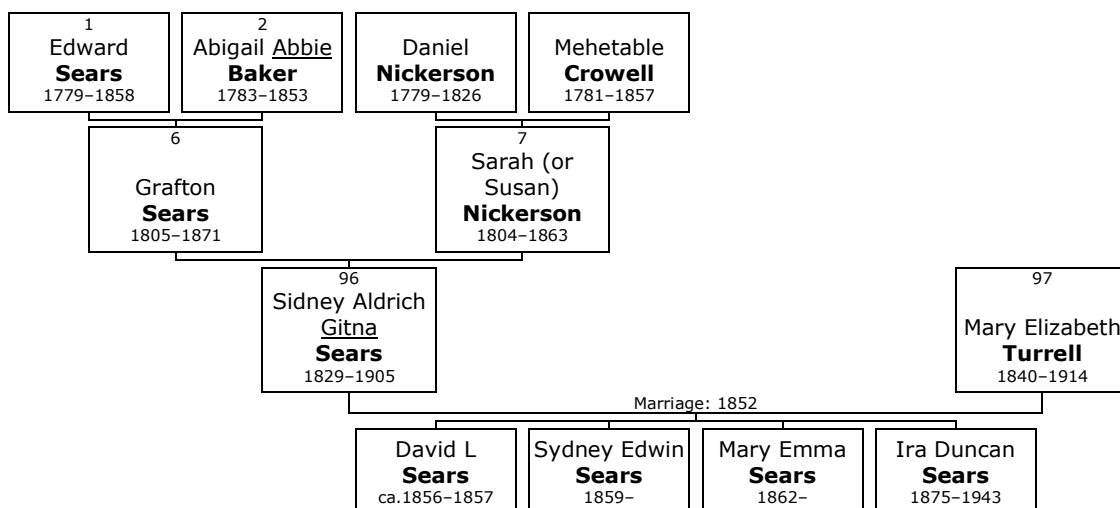 1
Edward
Sears
1779–1858
2
Abigail Abbie
Baker
1783–1853
Daniel
Nickerson
1779–1826
Mehetable
Crowell
1781–1857
6
Grafton
Sears
1805–1871
7
Sarah (or
Susan)
Nickerson
1804–1863
96
Sidney Aldrich
Gitna
Sears
1829–1905
97
Mary Elizabeth
Turrell
1840–1914
Marriage: 1852
David L
Sears
ca.1856–1857
Sydney Edwin
Sears
1859–
Mary Emma
Sears
1862–
Ira Duncan
Sears
1875–1943